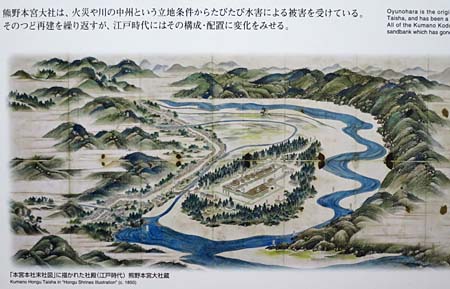 熊野本宮大社は、火災や川の中州という立地条件からたびたび水害による被害を受けている。
そのつど再建を繰り返すが、江戸時代にはその構成・配置に変化をみせる。
Oyunohara is the origi
Taisha, and has been a
All of the Kumano Kodo
sandbank which has gone
「本宮本社末社図」に描かれた社殿(江戸時代) 熊野本宮大社蔵
Kumano Hongu Taisha in "Hongu Shrines Illustration" (c. 1850)